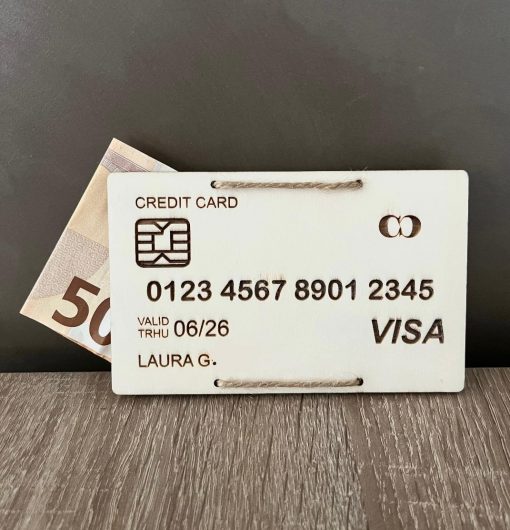 CREDIT CARD
0123 4567 8901 2345
VALID
TRHU 06/26
VISA
LAURA G.
50